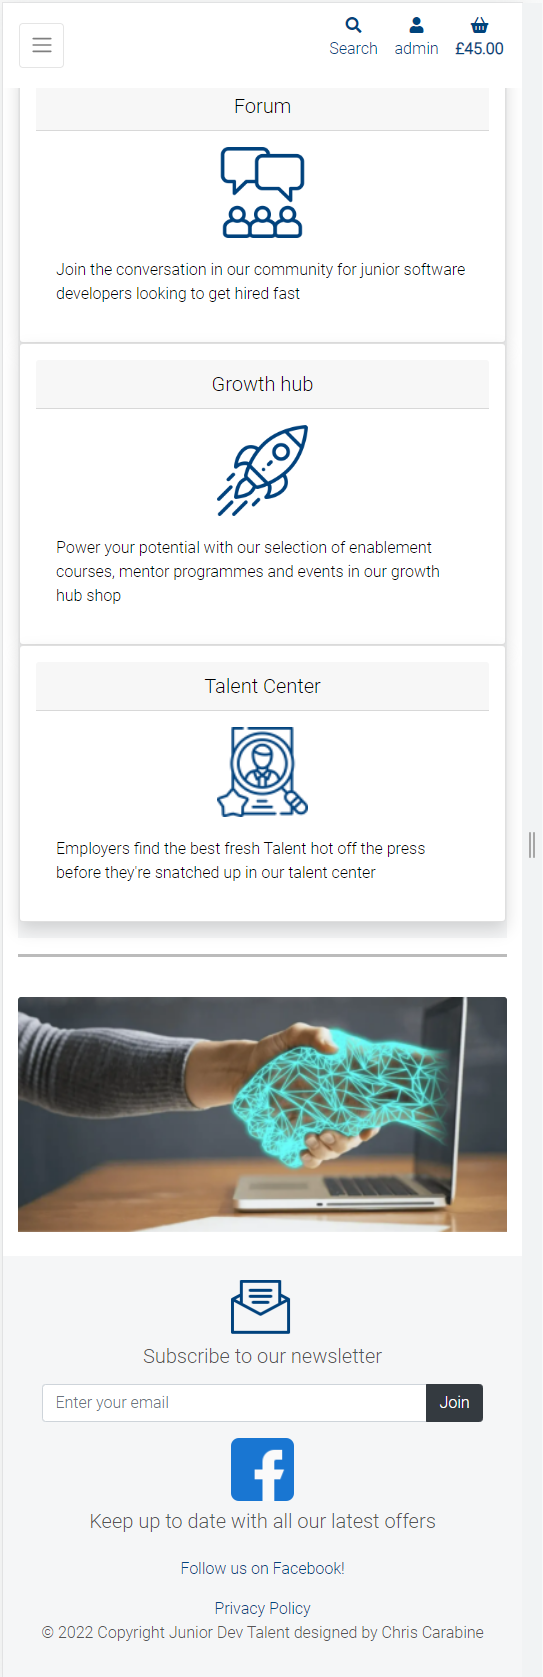 Search admin £45.00
Forum
Join the conversation in our community for junior software
developers looking to get hired fast
Growth hub
Power your potential with our selection of enablement
courses, mentor programmes and events in our growth
hub shop
Talent Center
Employers find the best fresh Talent hot off the press
before they're snatched up in our talent center
Subscribe to our newsletter
Enter your email Join
Keep up to date with all our latest offers
Follow us on Facebook!
Privacy Policy
© 2022 Copyright Junior Dev Talent designed by Chris Carabine